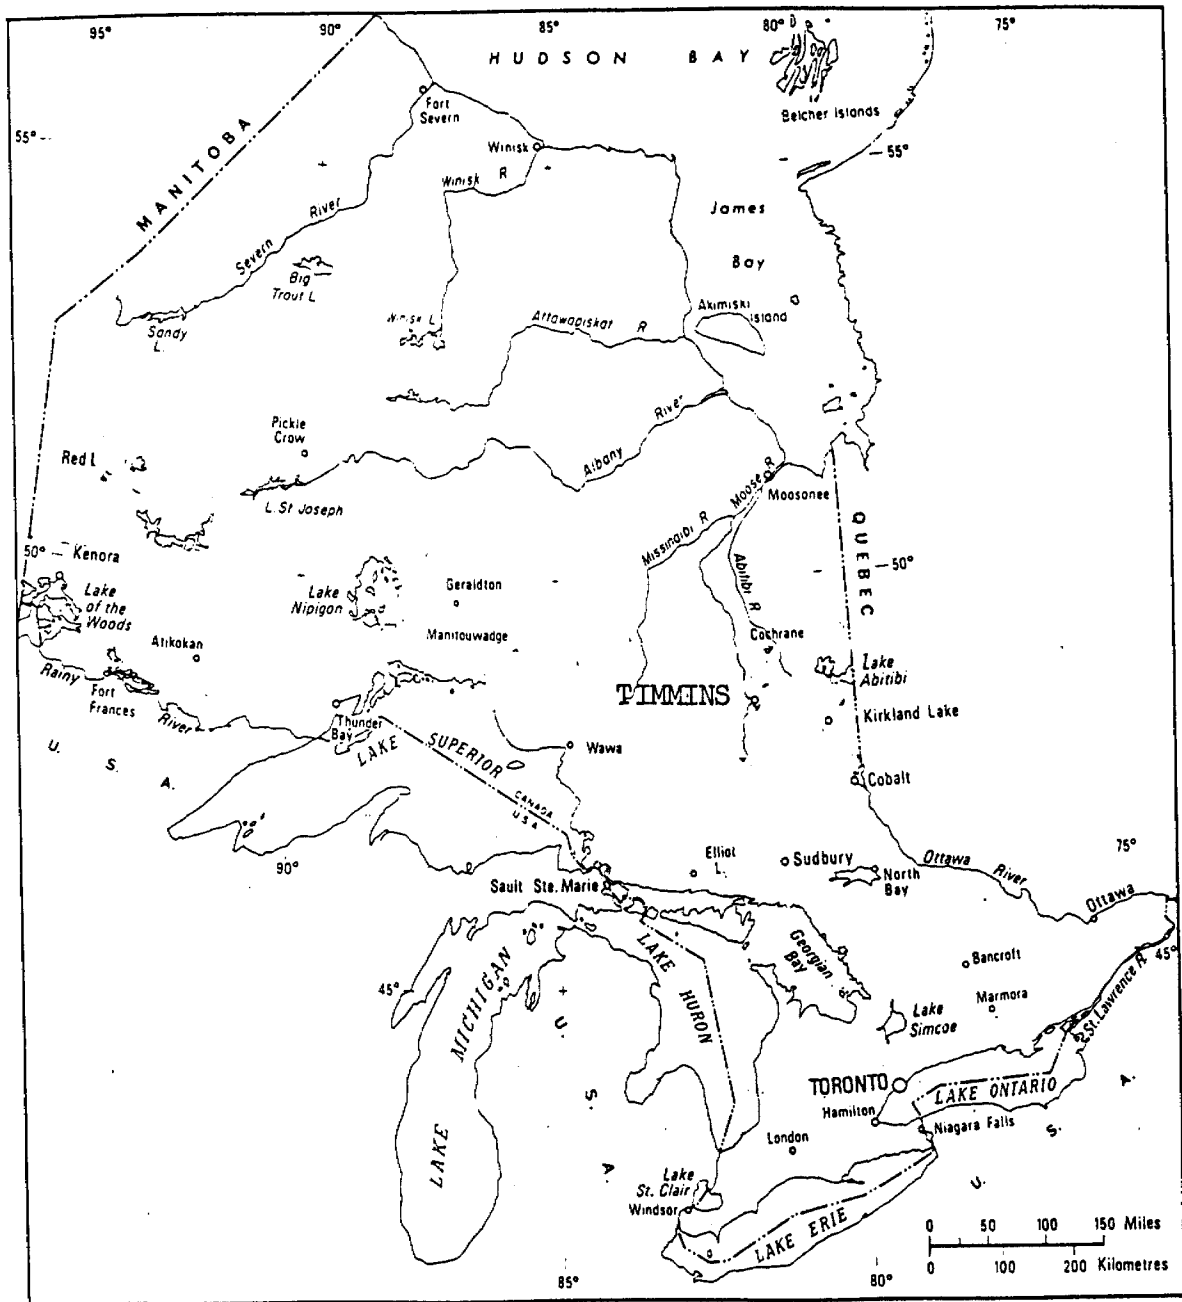 95°
90°
85°
80°
75°
HUDSON BAY
Belcher Islands
Fort
Severn
55°
Winisk
55°
MANITOBA
Winisk R
James
Bay
Severn River
Big
Trout L
Sandy
L.
Winisk L
Attawapiskat R
Akimiski
Island
Pickle
Crow
Albany River
Red L
L. St Joseph
Moose R
Moosonee
Missinaibi R
QUEBEC
50°
Kenora
50°
Lake
of the
Woods
Lake
Nipigon
Geraldton
Abitibi R
Atikokan
Manitouwadge
Cochrane
Lake
Abitibi
Rainy River
Fort
Frances
TIMMINS
Kirkland Lake
Thunder
Bay
U. S. A.
LAKE SUPERIOR
Wawa
Cobalt
CANADA
U S A
90°
75°
Elliot
L.
Sudbury
North
Bay
Ottawa River
Sault Ste. Marie
Ottawa
LAKE HURON
Georgian
Bay
Bancroft
45°
45°
LAKE MICHIGAN
Marmora
St. Lawrence R.
Lake
Simcoe
U. S. A.
TORONTO
LAKE ONTARIO
Hamilton
Niagara Falls
London
U. S. A.
Lake
St. Clair
Windsor
LAKE ERIE
0 50 100 150 Miles
0 100 200 Kilometres
85°
80°